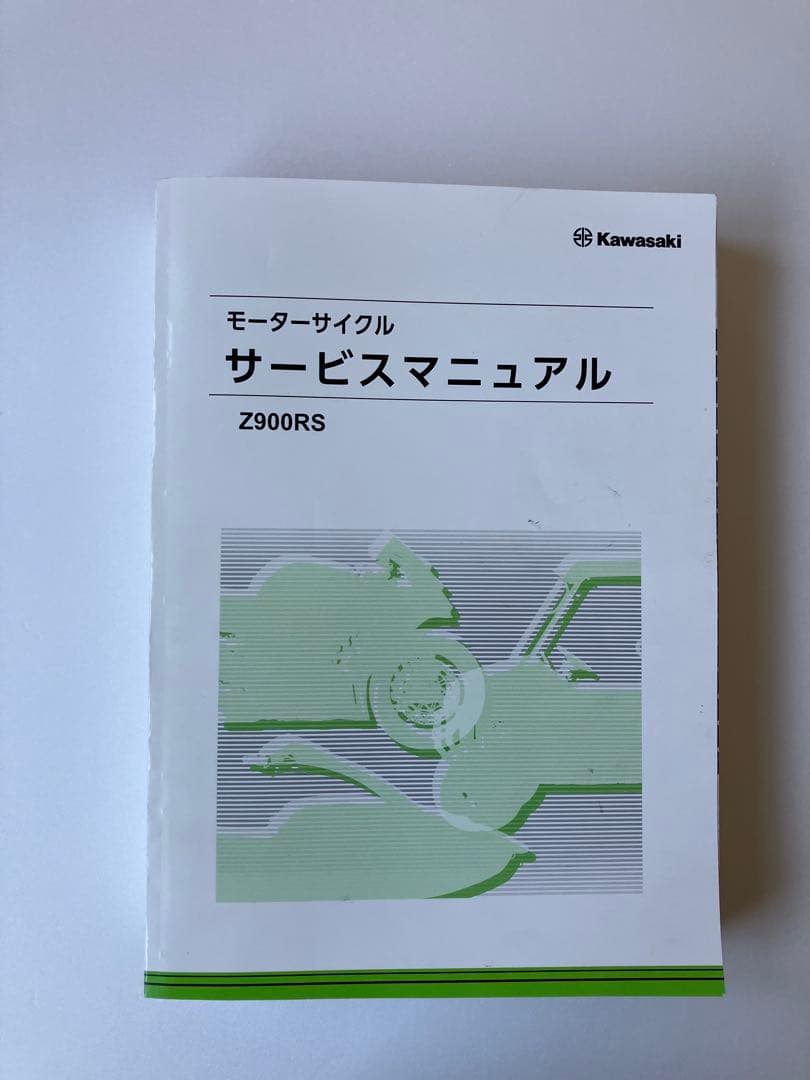 Kawasaki
モーターサイクル
サービスマニュアル
Z900RS